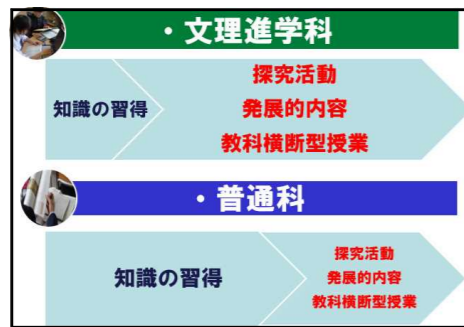 ・文理進学科
知識の習得
探究活動
発展的内容
教科横断型授業
・普通科
知識の習得
探究活動
発展的内容
教科横断型授業